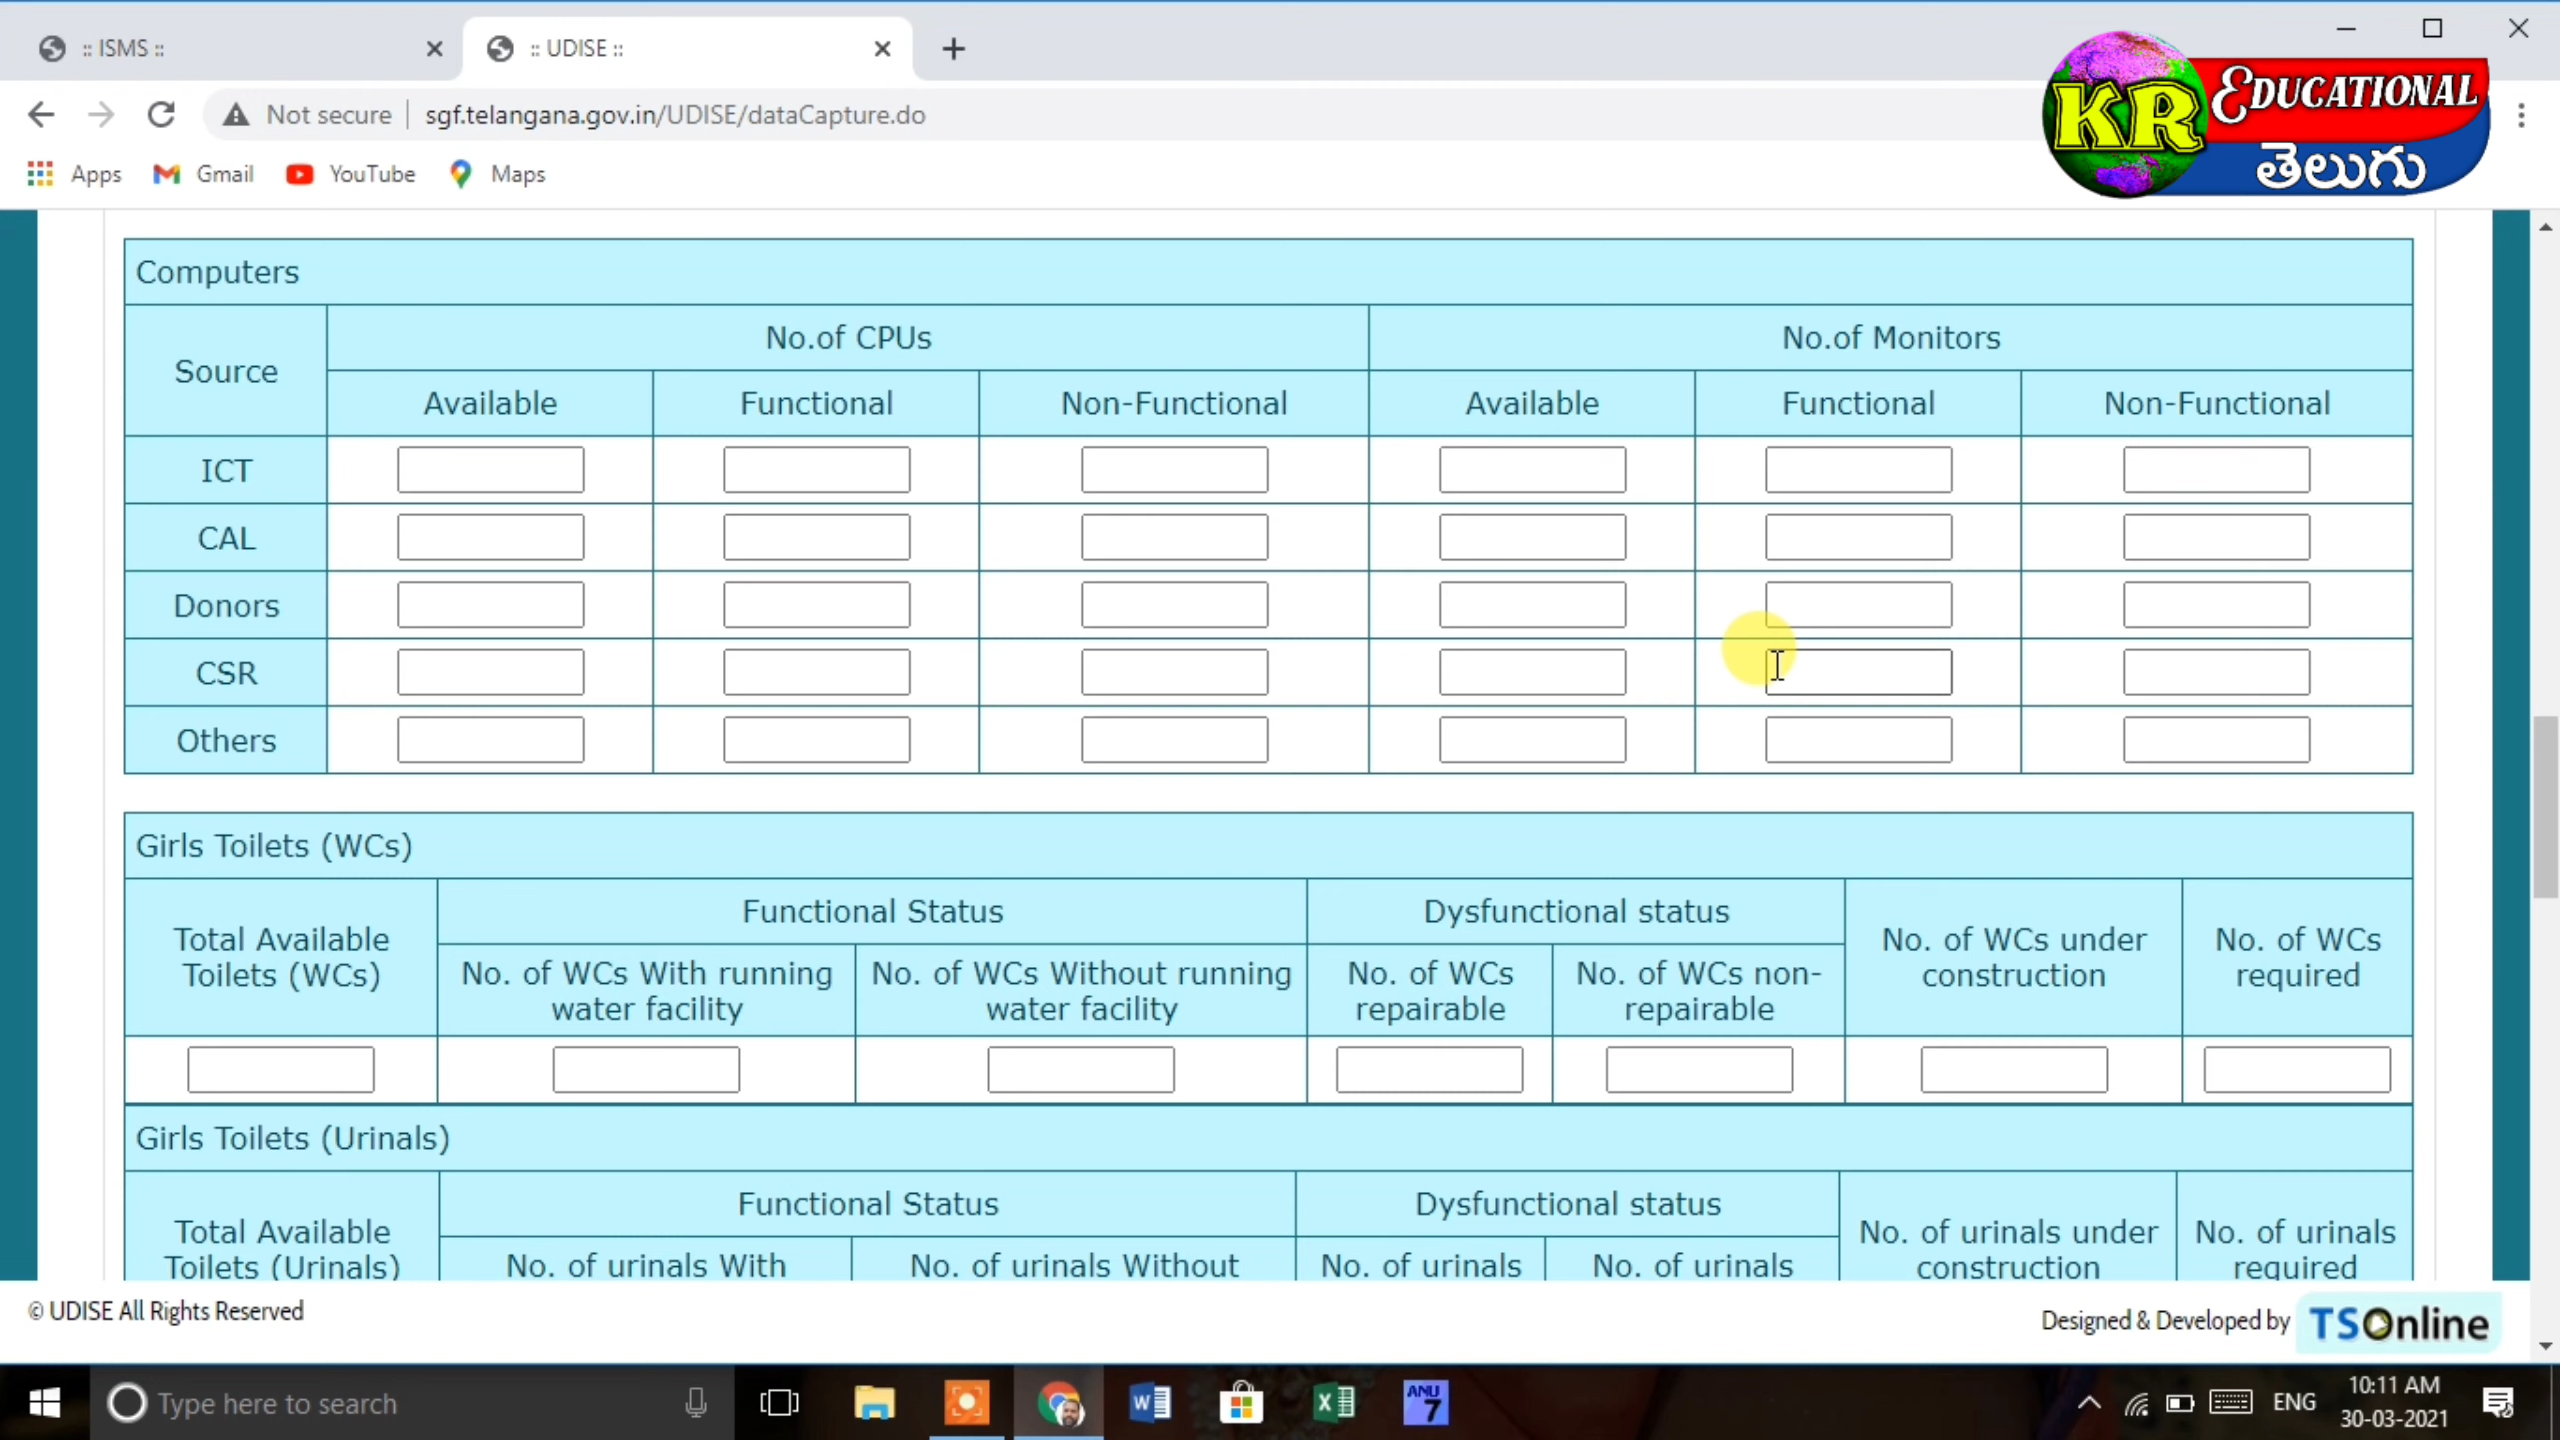 :: ISMS ::
:: UDISE ::
Not secure
sgf.telangana.gov.in/UDISE/dataCapture.do
KR EDUCATIONAL
తెలుగు
Apps
Gmail
YouTube
Maps
Computers
Source
No.of CPUs
No.of Monitors
Available
Functional
Non-Functional
Available
Functional
Non-Functional
ICT
CAL
Donors
CSR
Others
Girls Toilets (WCs)
Total Available
Toilets (WCs)
Functional Status
Dysfunctional status
No. of WCs With running
water facility
No. of WCs Without running
water facility
No. of WCs
repairable
No. of WCs non-
repairable
No. of WCs under
construction
No. of WCs
required
Girls Toilets (Urinals)
Total Available
Toilets (Urinals)
Functional Status
Dysfunctional status
No. of urinals With
No. of urinals Without
No. of urinals
No. of urinals
No. of urinals under
construction
No. of urinals
required
© UDISE All Rights Reserved
Designed & Developed by
TSOnline
Type here to search
ANU
7
ENG
10:11 AM
30-03-2021